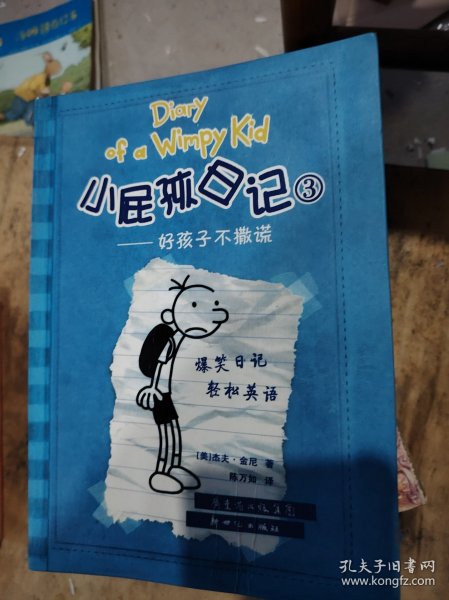 Diary
of a Wimpy Kid
小屁孩日记③
——好孩子不撒谎
爆笑日记
轻松英语
[美]杰夫·金尼 著
陈万如 译
新世纪出版社
孔夫子旧书网
www.kongfz.com